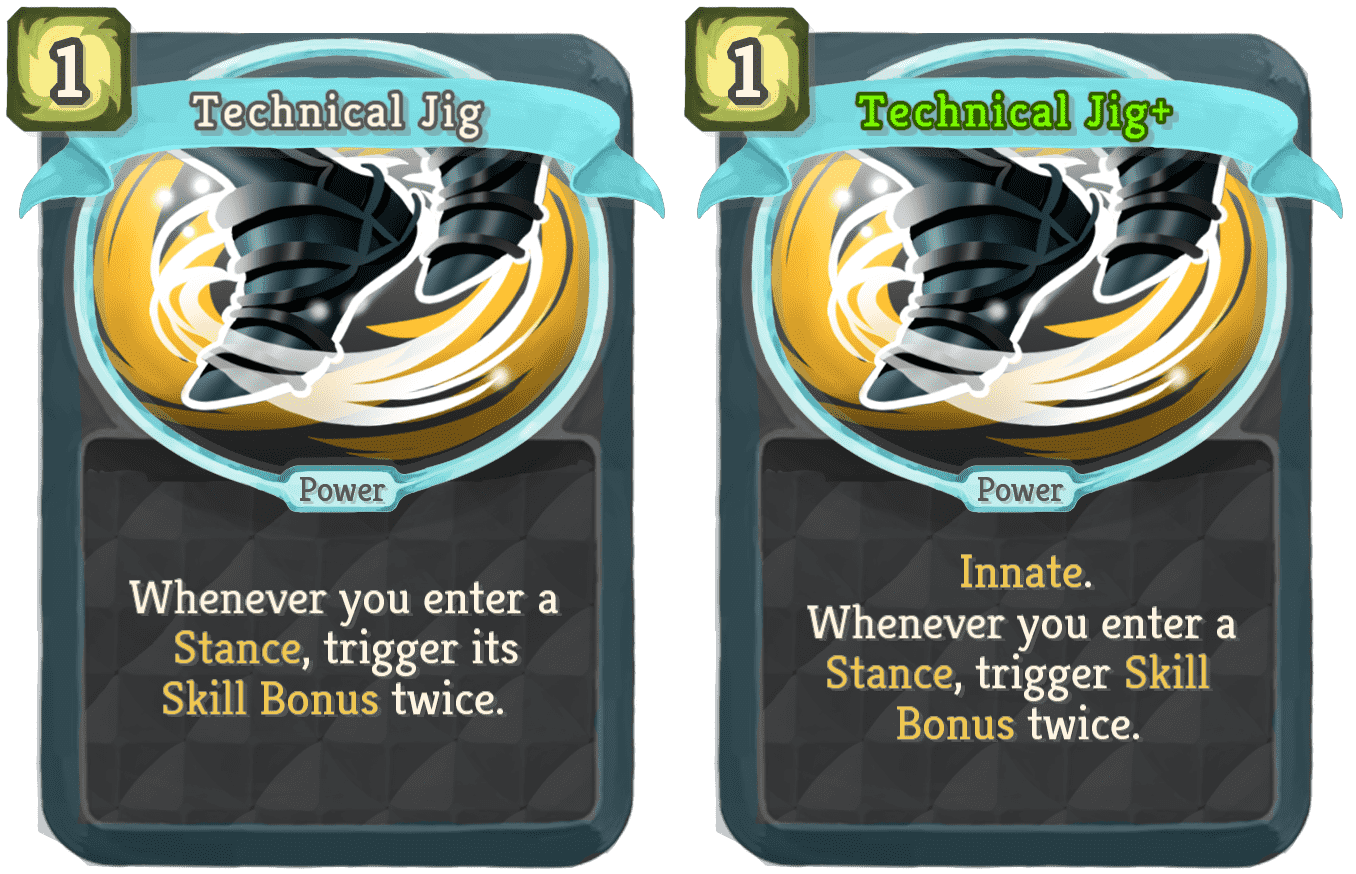 1
Technical Jig
Power
Whenever you enter a
Stance, trigger its
Skill Bonus twice.
1
Technical Jig+
Power
Innate.
Whenever you enter a
Stance, trigger Skill
Bonus twice.